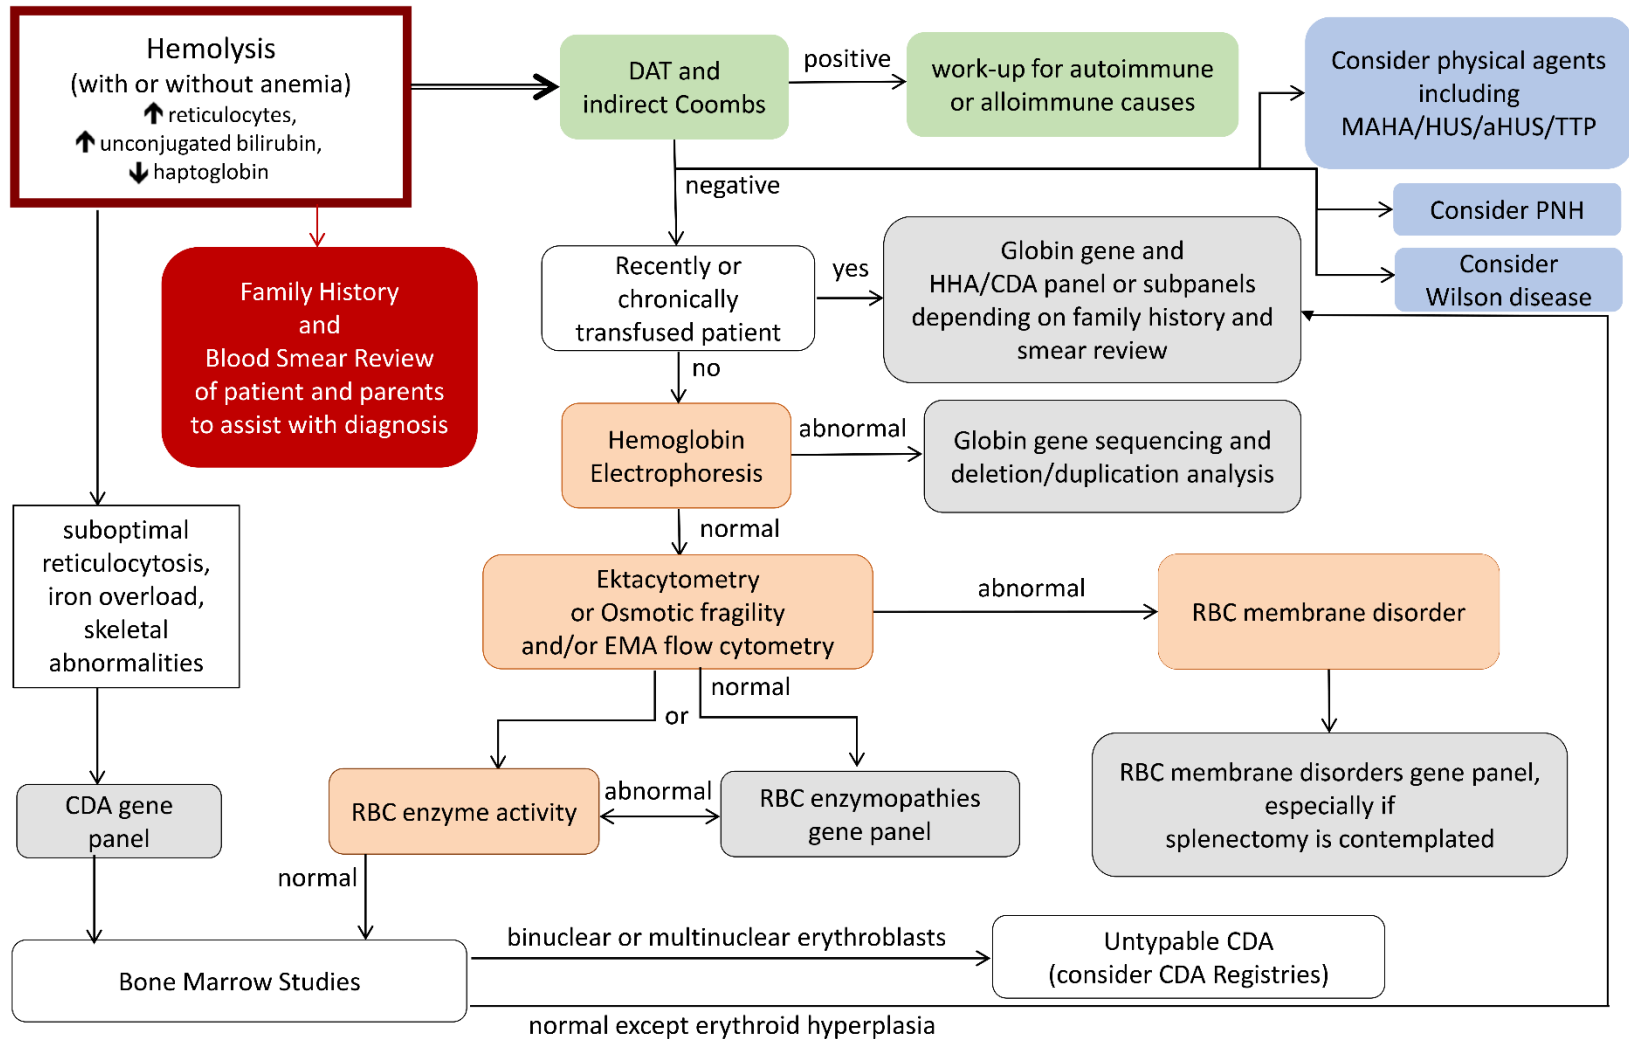 Hemolysis
(with or without anemia)
↑ reticulocytes,
↑ unconjugated bilirubin,
↓ haptoglobin
DAT and
indirect Coombs
positive
work-up for autoimmune
or alloimmune causes
Consider physical agents
including
MAHA/HUS/aHUS/TTP
negative
Consider PNH
Consider
Wilson disease
Family History
and
Blood Smear Review
of patient and parents
to assist with diagnosis
Recently or
chronically
transfused patient
yes
Globin gene and
HHA/CDA panel or subpanels
depending on family history and
smear review
no
Hemoglobin
Electrophoresis
abnormal
Globin gene sequencing and
deletion/duplication analysis
normal
suboptimal
reticulocytosis,
iron overload,
skeletal
abnormalities
Ektacytometry
or Osmotic fragility
and/or EMA flow cytometry
abnormal
RBC membrane disorder
normal
or
RBC membrane disorders gene panel,
especially if
splenectomy is contemplated
CDA gene
panel
RBC enzyme activity
abnormal
RBC enzymopathies
gene panel
normal
Bone Marrow Studies
binuclear or multinuclear erythroblasts
Untypable CDA
(consider CDA Registries)
normal except erythroid hyperplasia